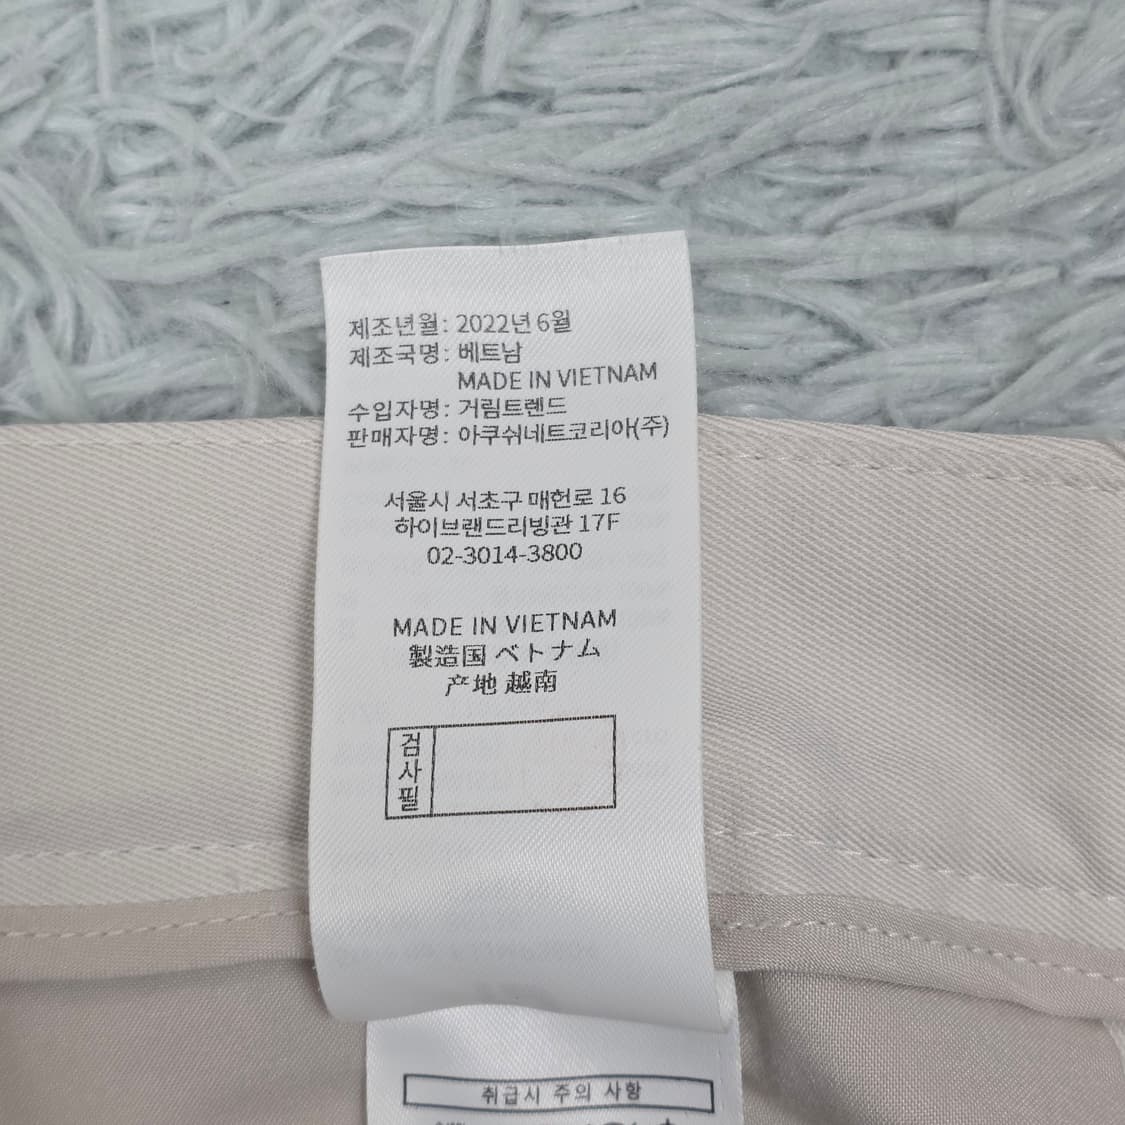 제조년월: 2022년 6월
제조국명: 베트남
MADE IN VIETNAM
수입자명: 거림트렌드
판매자명: 아쿠쉬네트코리아(주)
서울시 서초구 매헌로 16
하이브랜드리빙관 17F
02-3014-3800
MADE IN VIETNAM
製造国 ベトナム
产地 越南
검사필
취급시 주의 사항